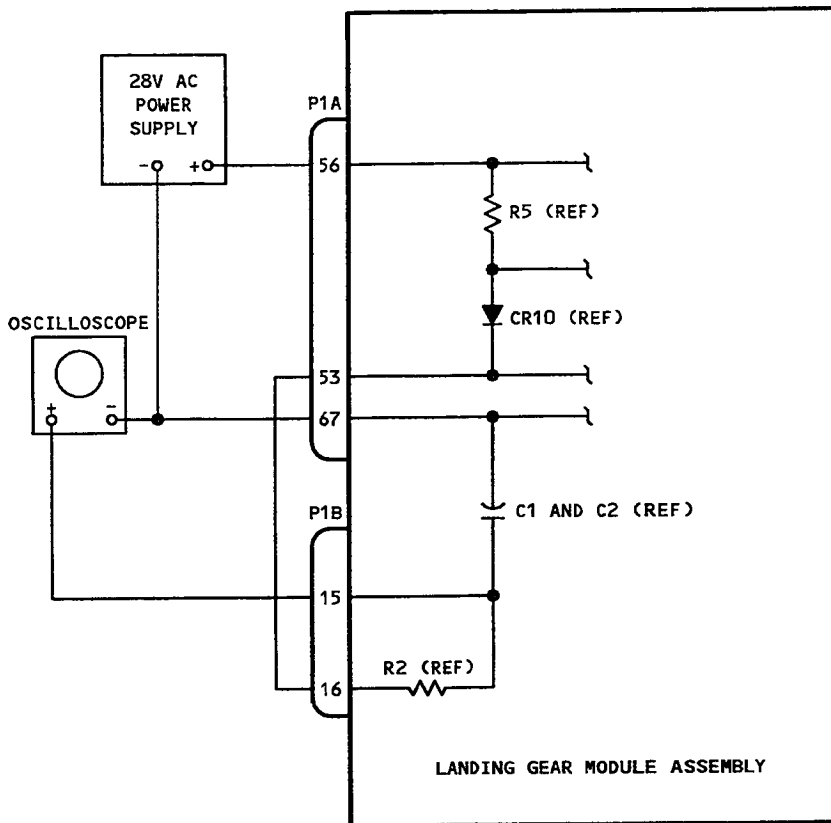 28V AC
POWER
SUPPLY
- +
P1A
56
R5 (REF)
CR10 (REF)
OSCILLOSCOPE
+ -
53
67
C1 AND C2 (REF)
P1B
15
R2 (REF)
16
LANDING GEAR MODULE ASSEMBLY